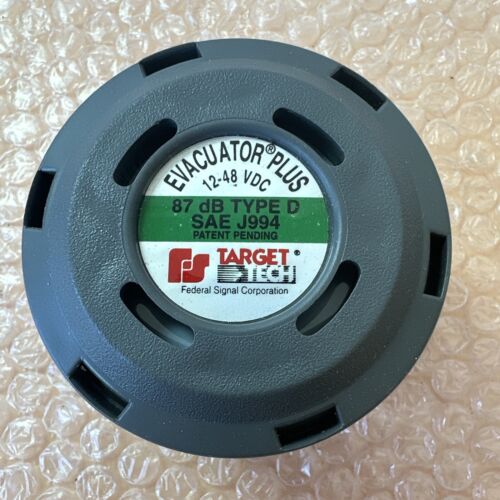 EVACUATOR® PLUS
12-48 VDC
87 dB TYPE D
SAE J994
PATENT PENDING
TARGET®
TECH
Federal Signal Corporation